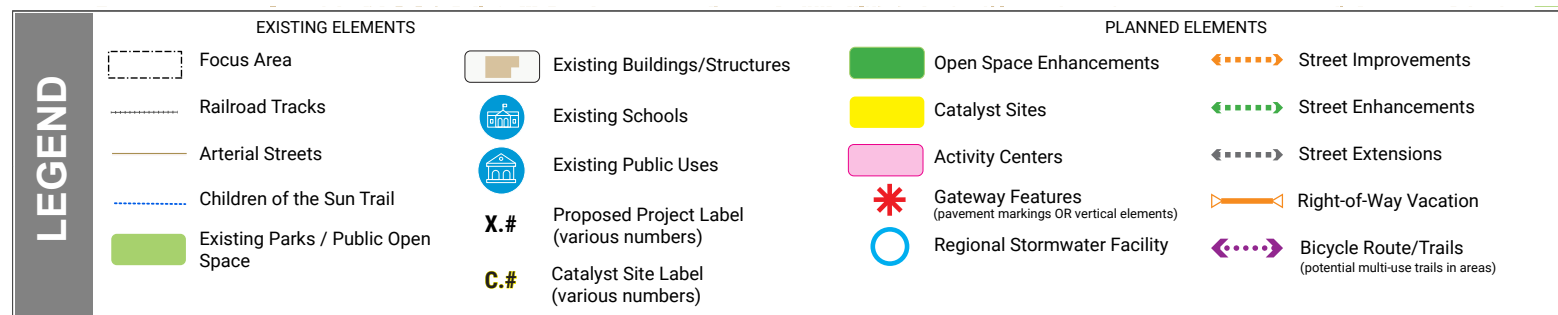 LEGEND
EXISTING ELEMENTS
Focus Area
Railroad Tracks
Arterial Streets
Children of the Sun Trail
Existing Parks / Public Open
Space
Existing Buildings/Structures
Existing Schools
Existing Public Uses
X.#
Proposed Project Label
(various numbers)
C.#
Catalyst Site Label
(various numbers)
PLANNED ELEMENTS
Open Space Enhancements
Catalyst Sites
Activity Centers
Gateway Features
(pavement markings OR vertical elements)
Regional Stormwater Facility
Street Improvements
Street Enhancements
Street Extensions
Right-of-Way Vacation
Bicycle Route/Trails
(potential multi-use trails in areas)